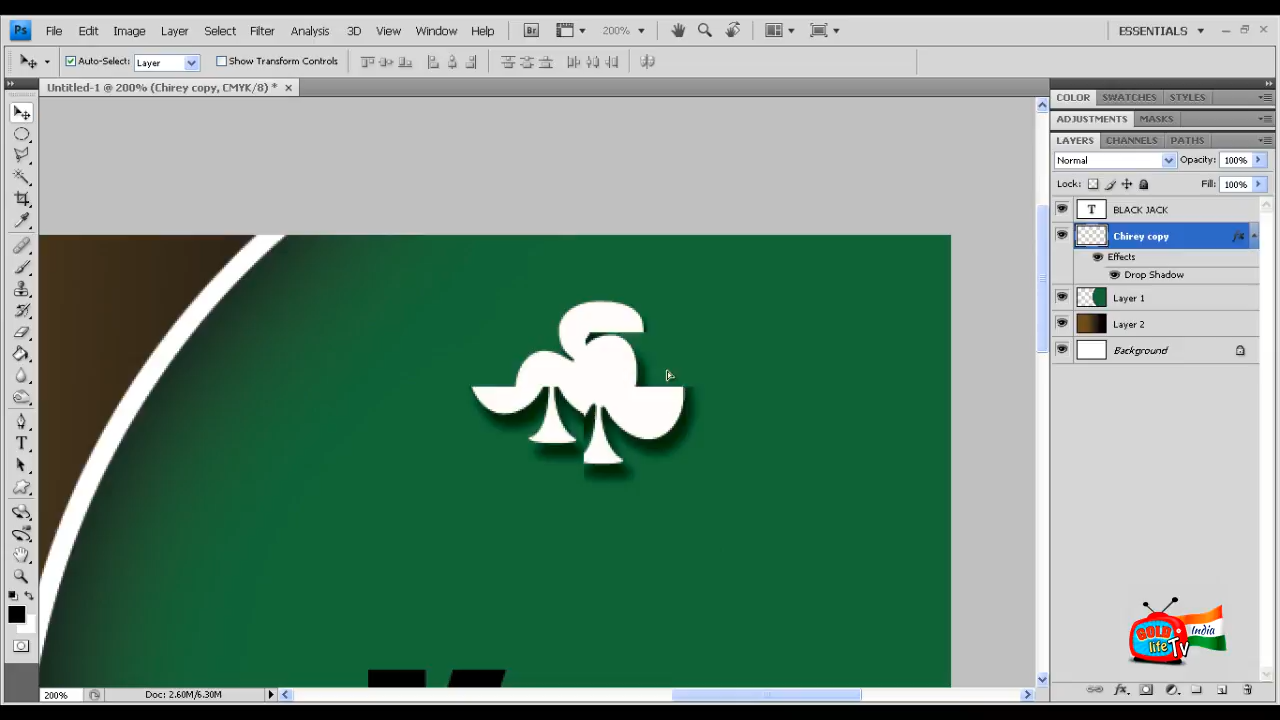 Ps File Edit Image Layer Select Filter Analysis 3D View Window Help Br 200% ESSENTIALS
Auto-Select: Layer Show Transform Controls
Untitled-1 @ 200% (Chirey copy, CMYK/8) *
COLOR SWATCHES STYLES
ADJUSTMENTS MASKS
LAYERS CHANNELS PATHS
Normal Opacity: 100%
Lock: Fill: 100%
T BLACK JACK
Chirey copy fx
Effects
Drop Shadow
Layer 1
Layer 2
Background
T
GOLD life Tv India
200% Doc: 2.60M/6.30M fx